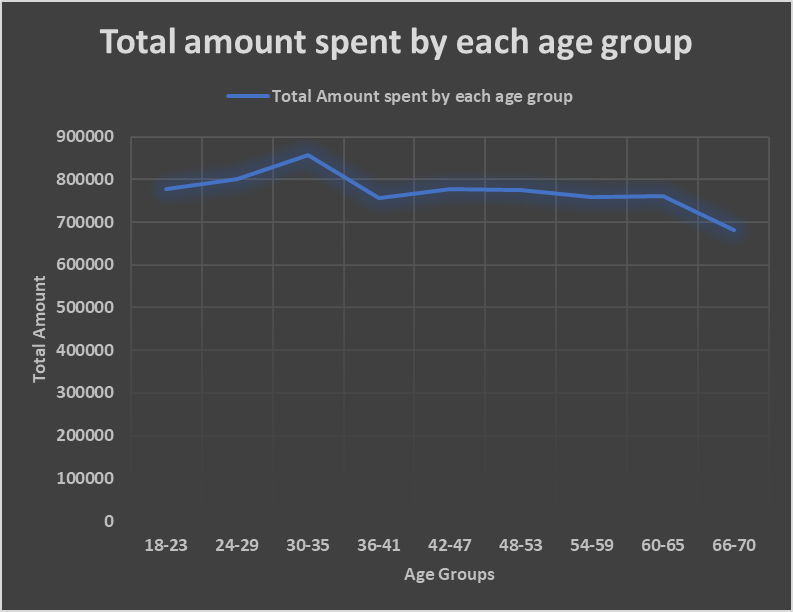 Total amount spent by each age group
Total Amount spent by each age group
900000
800000
700000
600000
500000
400000
300000
200000
100000
0
Total Amount
18-23 24-29 30-35 36-41 42-47 48-53 54-59 60-65 66-70
Age Groups